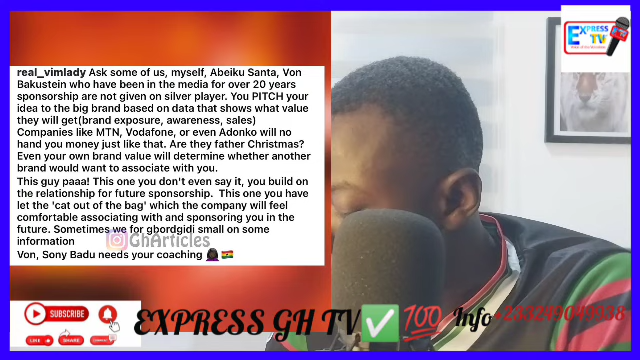 real_vimlady Ask some of us, myself, Abeiku Santa, Von
Bakustein who have been in the media for over 20 years
sponsorship are not given on silver player. You PITCH your
idea to the big brand based on data that shows what value
they will get(brand exposure, awareness, sales)
Companies like MTN, Vodafone, or even Adonko will no
hand you money just like that. Are they father Christmas?
Even your own brand value will determine whether another
brand would want to associate with you.
This guy paaa! This one you don't even say it, you build on
the relationship for future sponsorship. This one you have
let the 'cat out of the bag' which the company will feel
comfortable associating with and sponsoring you in the
future. Sometimes we for gbordgidi small on some
information
GhArticles
Von, Sony Badu needs your coaching
EXPRESS
TV
SUBSCRIBE
LIKE
SHARE
EXPRESS GH TV✅💯 Info+233249049938